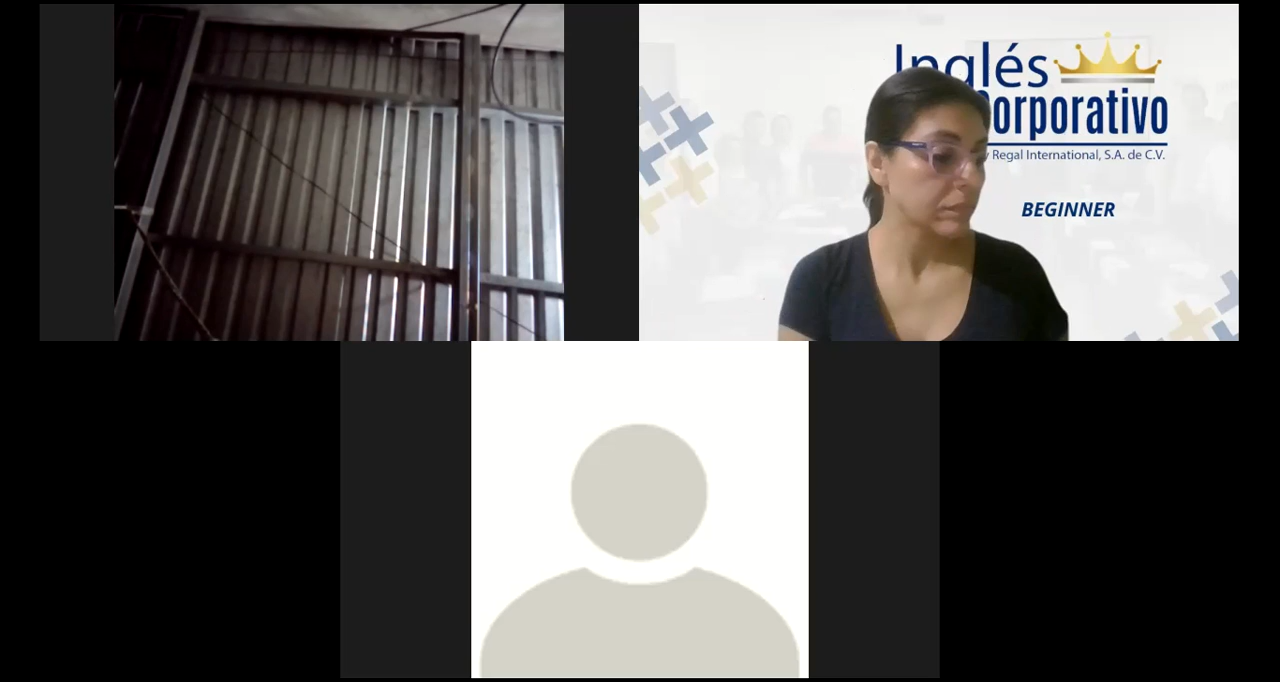 Inglés
Corporativo
y Regal International, S.A. de C.V.
BEGINNER